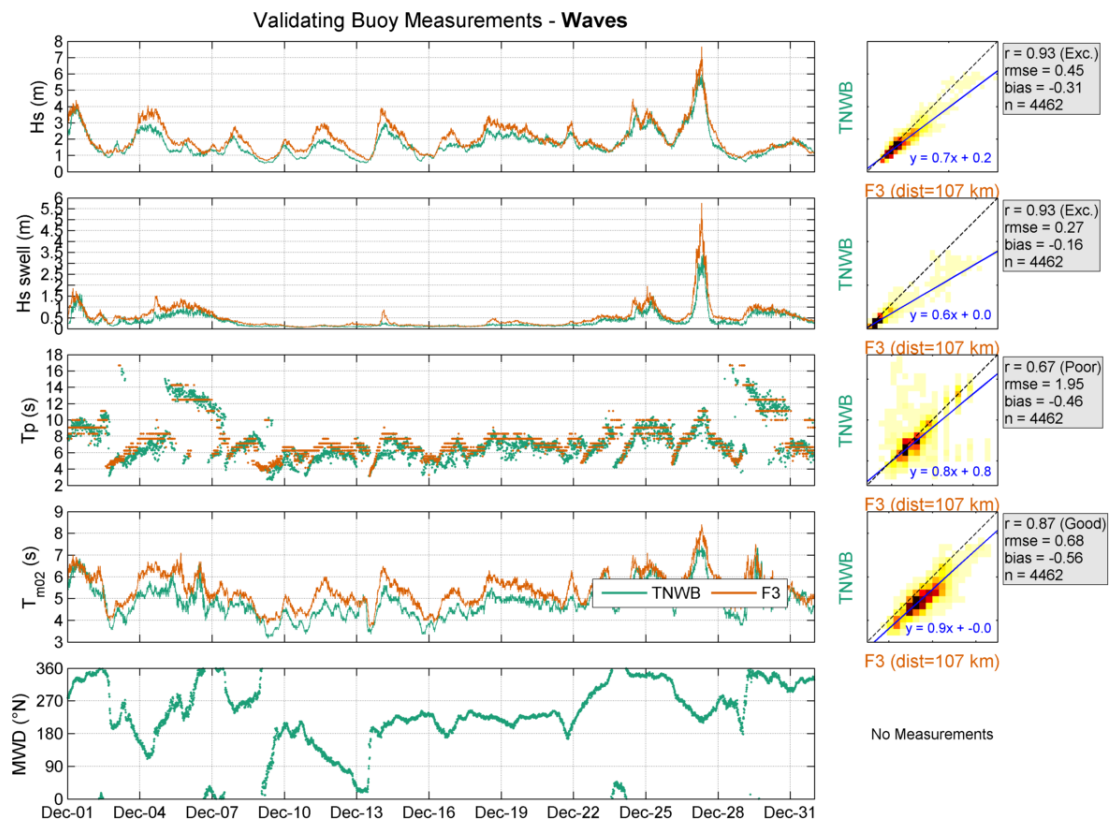 Validating Buoy Measurements - Waves
Hs (m)
8
7
6
5
4
3
2
1
0
TNWB
r = 0.93 (Exc.)
rmse = 0.45
bias = -0.31
n = 4462
y = 0.7x + 0.2
F3 (dist=107 km)
Hs swell (m)
6
5.5
5
4.5
4
3.5
3
2.5
2
1.5
1
0.5
0
TNWB
r = 0.93 (Exc.)
rmse = 0.27
bias = -0.16
n = 4462
y = 0.6x + 0.0
F3 (dist=107 km)
Tp (s)
18
16
14
12
10
8
6
4
2
TNWB
r = 0.67 (Poor)
rmse = 1.95
bias = -0.46
n = 4462
y = 0.8x + 0.8
F3 (dist=107 km)
Tm02 (s)
9
8
7
6
5
4
3
TNWB F3
TNWB
r = 0.87 (Good)
rmse = 0.68
bias = -0.56
n = 4462
y = 0.9x + -0.0
F3 (dist=107 km)
MWD (°N)
360
270
180
90
0
No Measurements
Dec-01 Dec-04 Dec-07 Dec-10 Dec-13 Dec-16 Dec-19 Dec-22 Dec-25 Dec-28 Dec-31